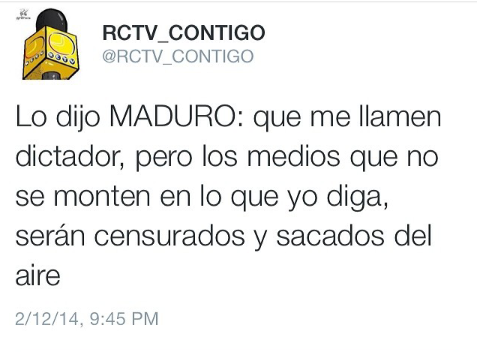 RCTV_CONTIGO
@RCTV_CONTIGO
Lo dijo MADURO: que me llamen
dictador, pero los medios que no
se monten en lo que yo diga,
serán censurados y sacados del
aire
2/12/14, 9:45 PM